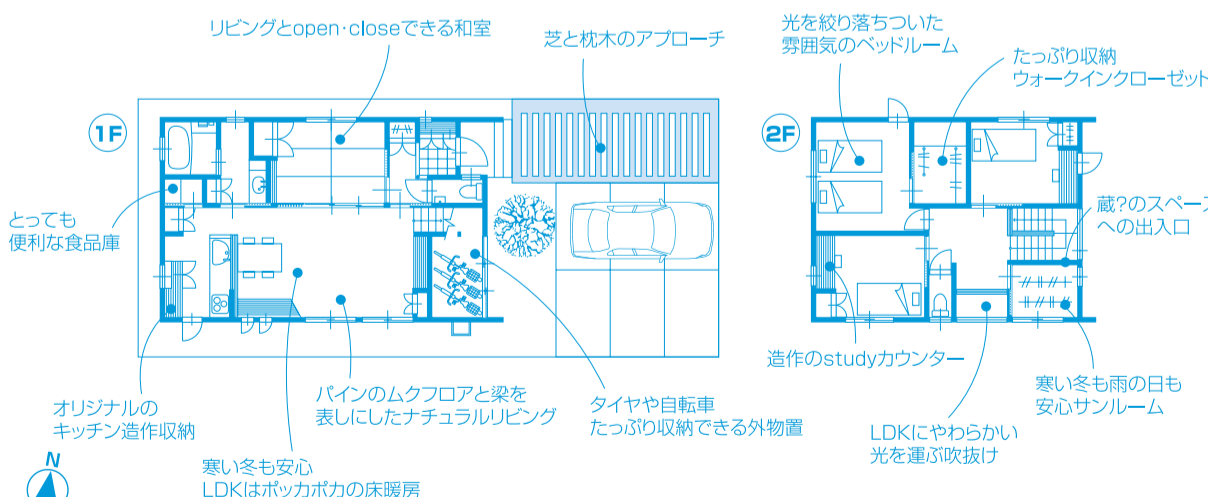 リビングとopen・closeできる和室
芝と枕木のアプローチ
光を絞り落ちついた
雰囲気のベッドルーム
たっぷり収納
ウォークインクローゼット
1F
2F
とっても
便利な食品庫
蔵?のスペース
への出入口
オリジナルの
キッチン造作収納
パインのムクフロアと梁を
表しにしたナチュラルリビング
タイヤや自転車
たっぷり収納できる外物置
造作のstudyカウンター
寒い冬も雨の日も
安心サンルーム
LDKにやわらかい
光を運ぶ吹抜け
寒い冬も安心
LDKはポッカポカの床暖房
N